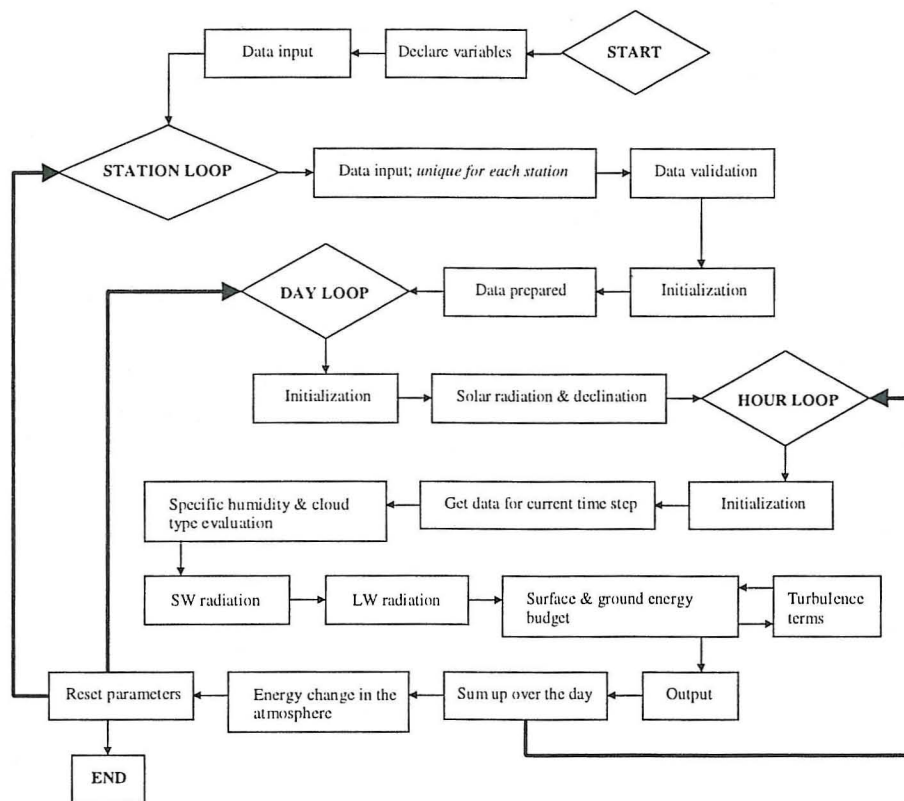 START
Declare variables
Data input
STATION LOOP
Data input; unique for each station
Data validation
Initialization
Data prepared
DAY LOOP
Initialization
Solar radiation & declination
HOUR LOOP
Initialization
Get data for current time step
Specific humidity & cloud
type evaluation
SW radiation
LW radiation
Surface & ground energy
budget
Turbulence
terms
Output
Sum up over the day
Energy change in the
atmosphere
Reset parameters
END